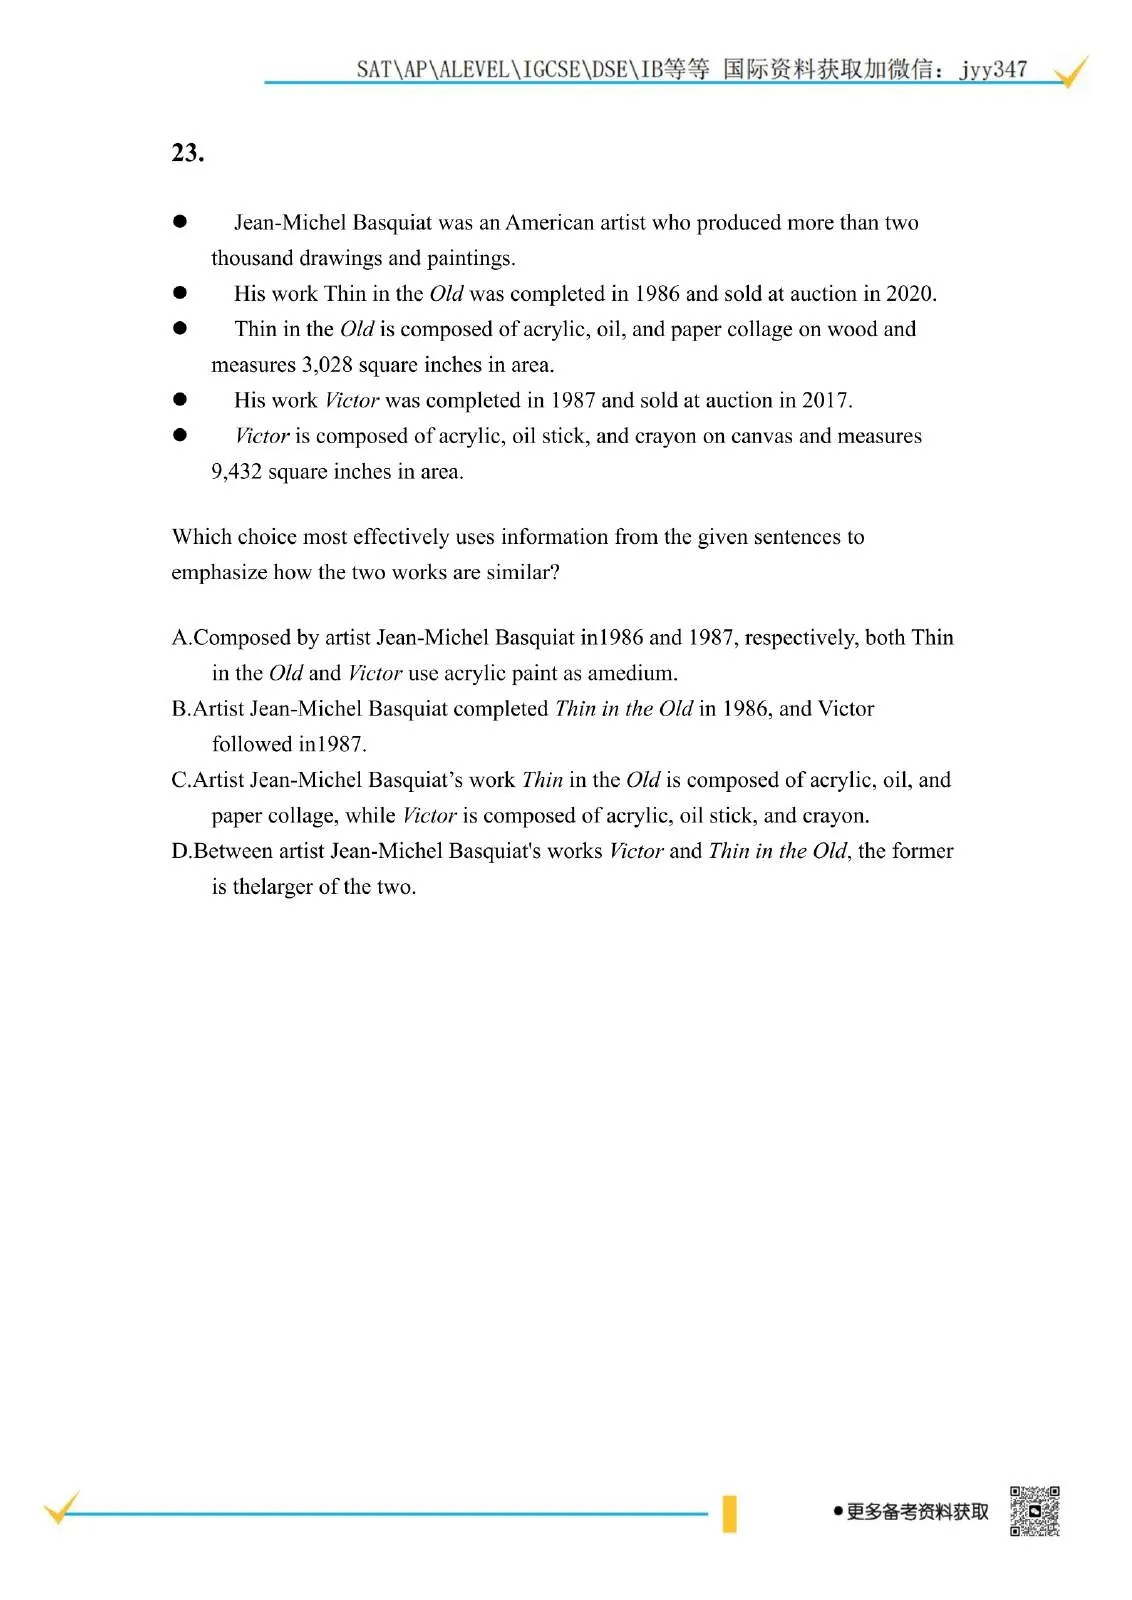 SAT\AP\ALEVEL\IGCSE\DSE\IB等等 国际资料获取加微信：jyy347
23.
● Jean-Michel Basquiat was an American artist who produced more than two
thousand drawings and paintings.
● His work Thin in the Old was completed in 1986 and sold at auction in 2020.
● Thin in the Old is composed of acrylic, oil, and paper collage on wood and
measures 3,028 square inches in area.
● His work Victor was completed in 1987 and sold at auction in 2017.
● Victor is composed of acrylic, oil stick, and crayon on canvas and measures
9,432 square inches in area.
Which choice most effectively uses information from the given sentences to
emphasize how the two works are similar?
A.Composed by artist Jean-Michel Basquiat in1986 and 1987, respectively, both Thin
in the Old and Victor use acrylic paint as amedium.
B.Artist Jean-Michel Basquiat completed Thin in the Old in 1986, and Victor
followed in1987.
C.Artist Jean-Michel Basquiat’s work Thin in the Old is composed of acrylic, oil, and
paper collage, while Victor is composed of acrylic, oil stick, and crayon.
D.Between artist Jean-Michel Basquiat's works Victor and Thin in the Old, the former
is thelarger of the two.
●更多备考资料获取